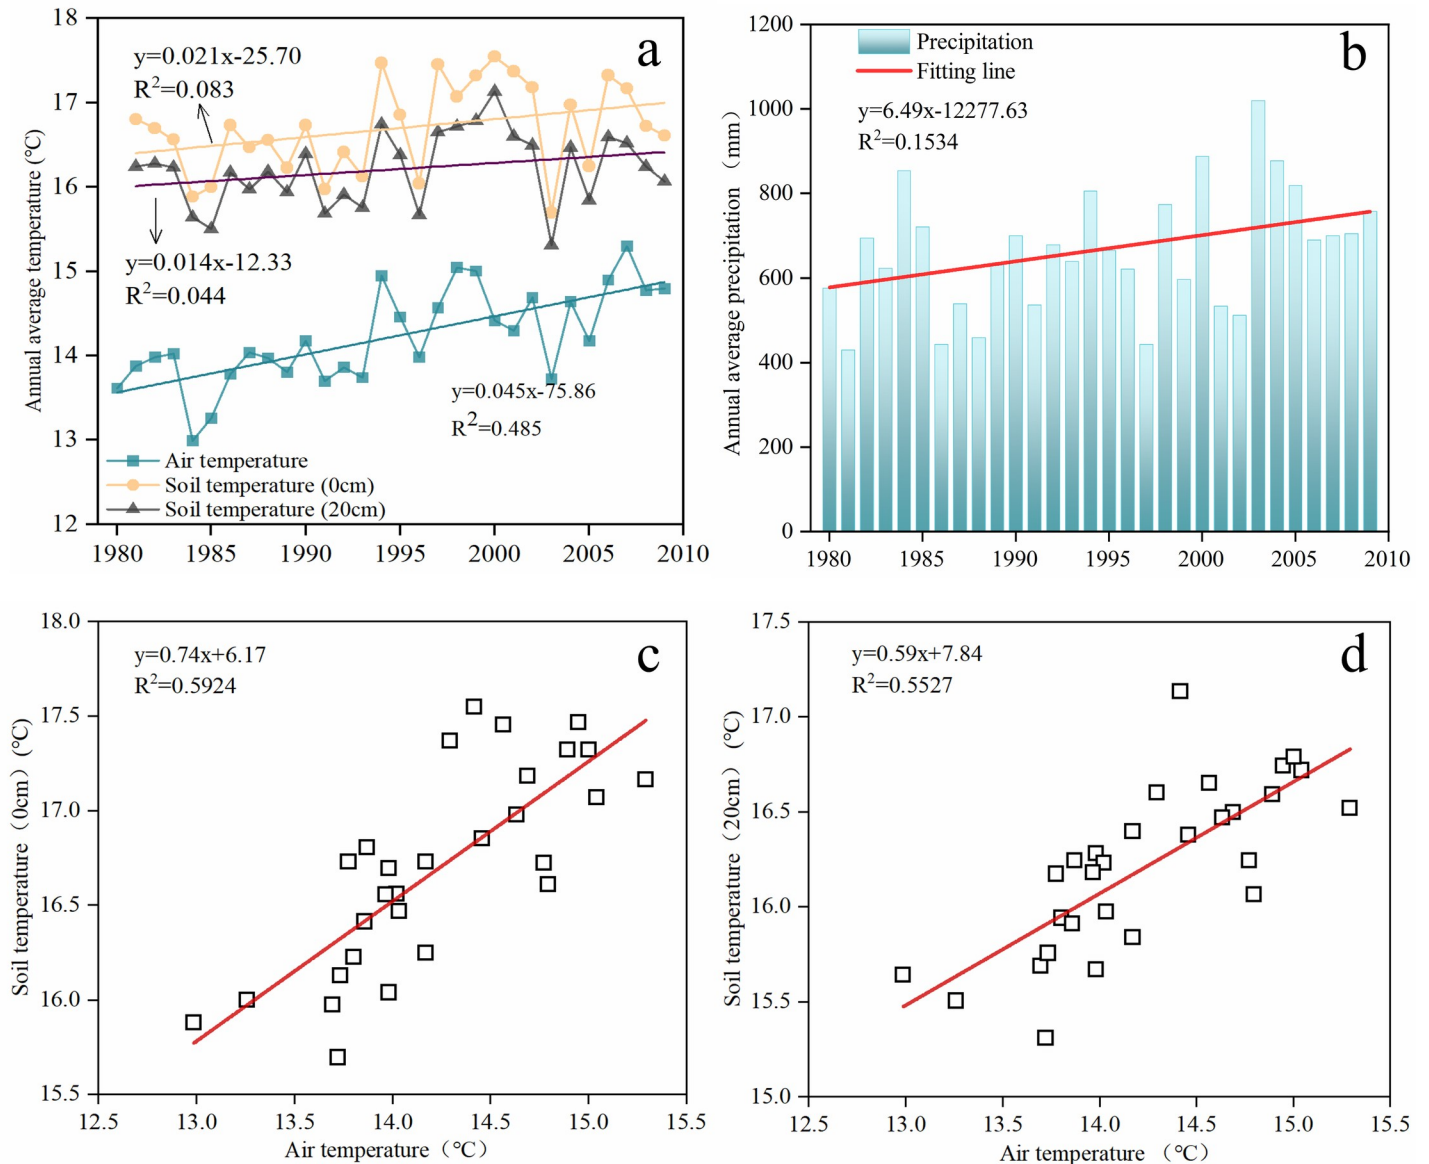 a
y=0.021x-25.70
R²=0.083
y=0.014x-12.33
R²=0.044
y=0.045x-75.86
R²=0.485
Air temperature
Soil temperature (0cm)
Soil temperature (20cm)
Annual average temperature (℃)
18
17
16
15
14
13
12
1980 1985 1990 1995 2000 2005 2010
b
Precipitation
Fitting line
y=6.49x-12277.63
R²=0.1534
Annual average precipitation（mm）
1200
1000
800
600
400
200
0
1980 1985 1990 1995 2000 2005 2010
c
y=0.74x+6.17
R²=0.5924
Soil temperature（0cm）(℃)
18.0
17.5
17.0
16.5
16.0
15.5
12.5 13.0 13.5 14.0 14.5 15.0 15.5
Air temperature（℃）
d
y=0.59x+7.84
R²=0.5527
Soil temperature（20cm）(℃)
17.5
17.0
16.5
16.0
15.5
15.0
12.5 13.0 13.5 14.0 14.5 15.0 15.5
Air temperature （℃）